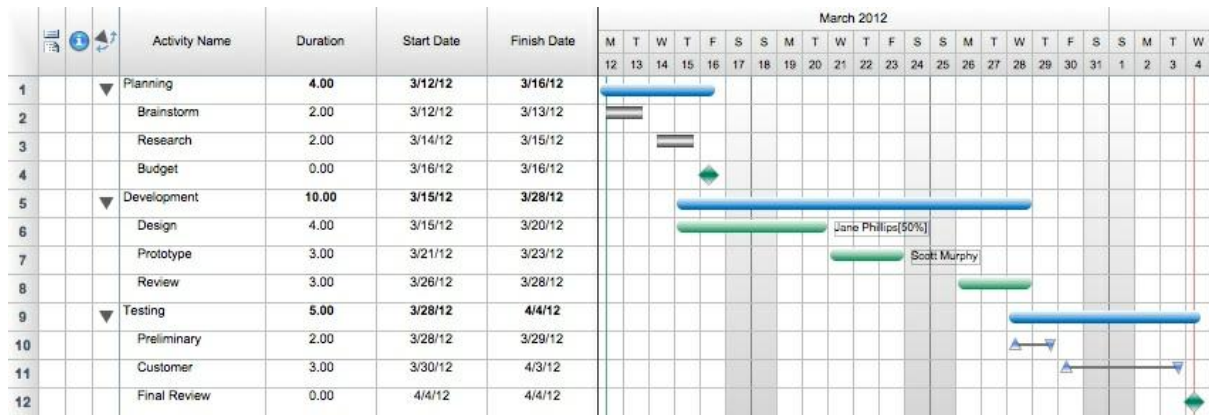 March 2012
Activity Name Duration Start Date Finish Date M T W T F S S M T W T F S S M T W T F S S M T W
12 13 14 15 16 17 18 19 20 21 22 23 24 25 26 27 28 29 30 31 1 2 3 4
1 Planning 4.00 3/12/12 3/16/12
2 Brainstorm 2.00 3/12/12 3/13/12
3 Research 2.00 3/14/12 3/15/12
4 Budget 0.00 3/16/12 3/16/12
5 Development 10.00 3/15/12 3/28/12
6 Design 4.00 3/15/12 3/20/12 Jane Phillips[50%]
7 Prototype 3.00 3/21/12 3/23/12 Scott Murphy
8 Review 3.00 3/26/12 3/28/12
9 Testing 5.00 3/28/12 4/4/12
10 Preliminary 2.00 3/28/12 3/29/12
11 Customer 3.00 3/30/12 4/3/12
12 Final Review 0.00 4/4/12 4/4/12